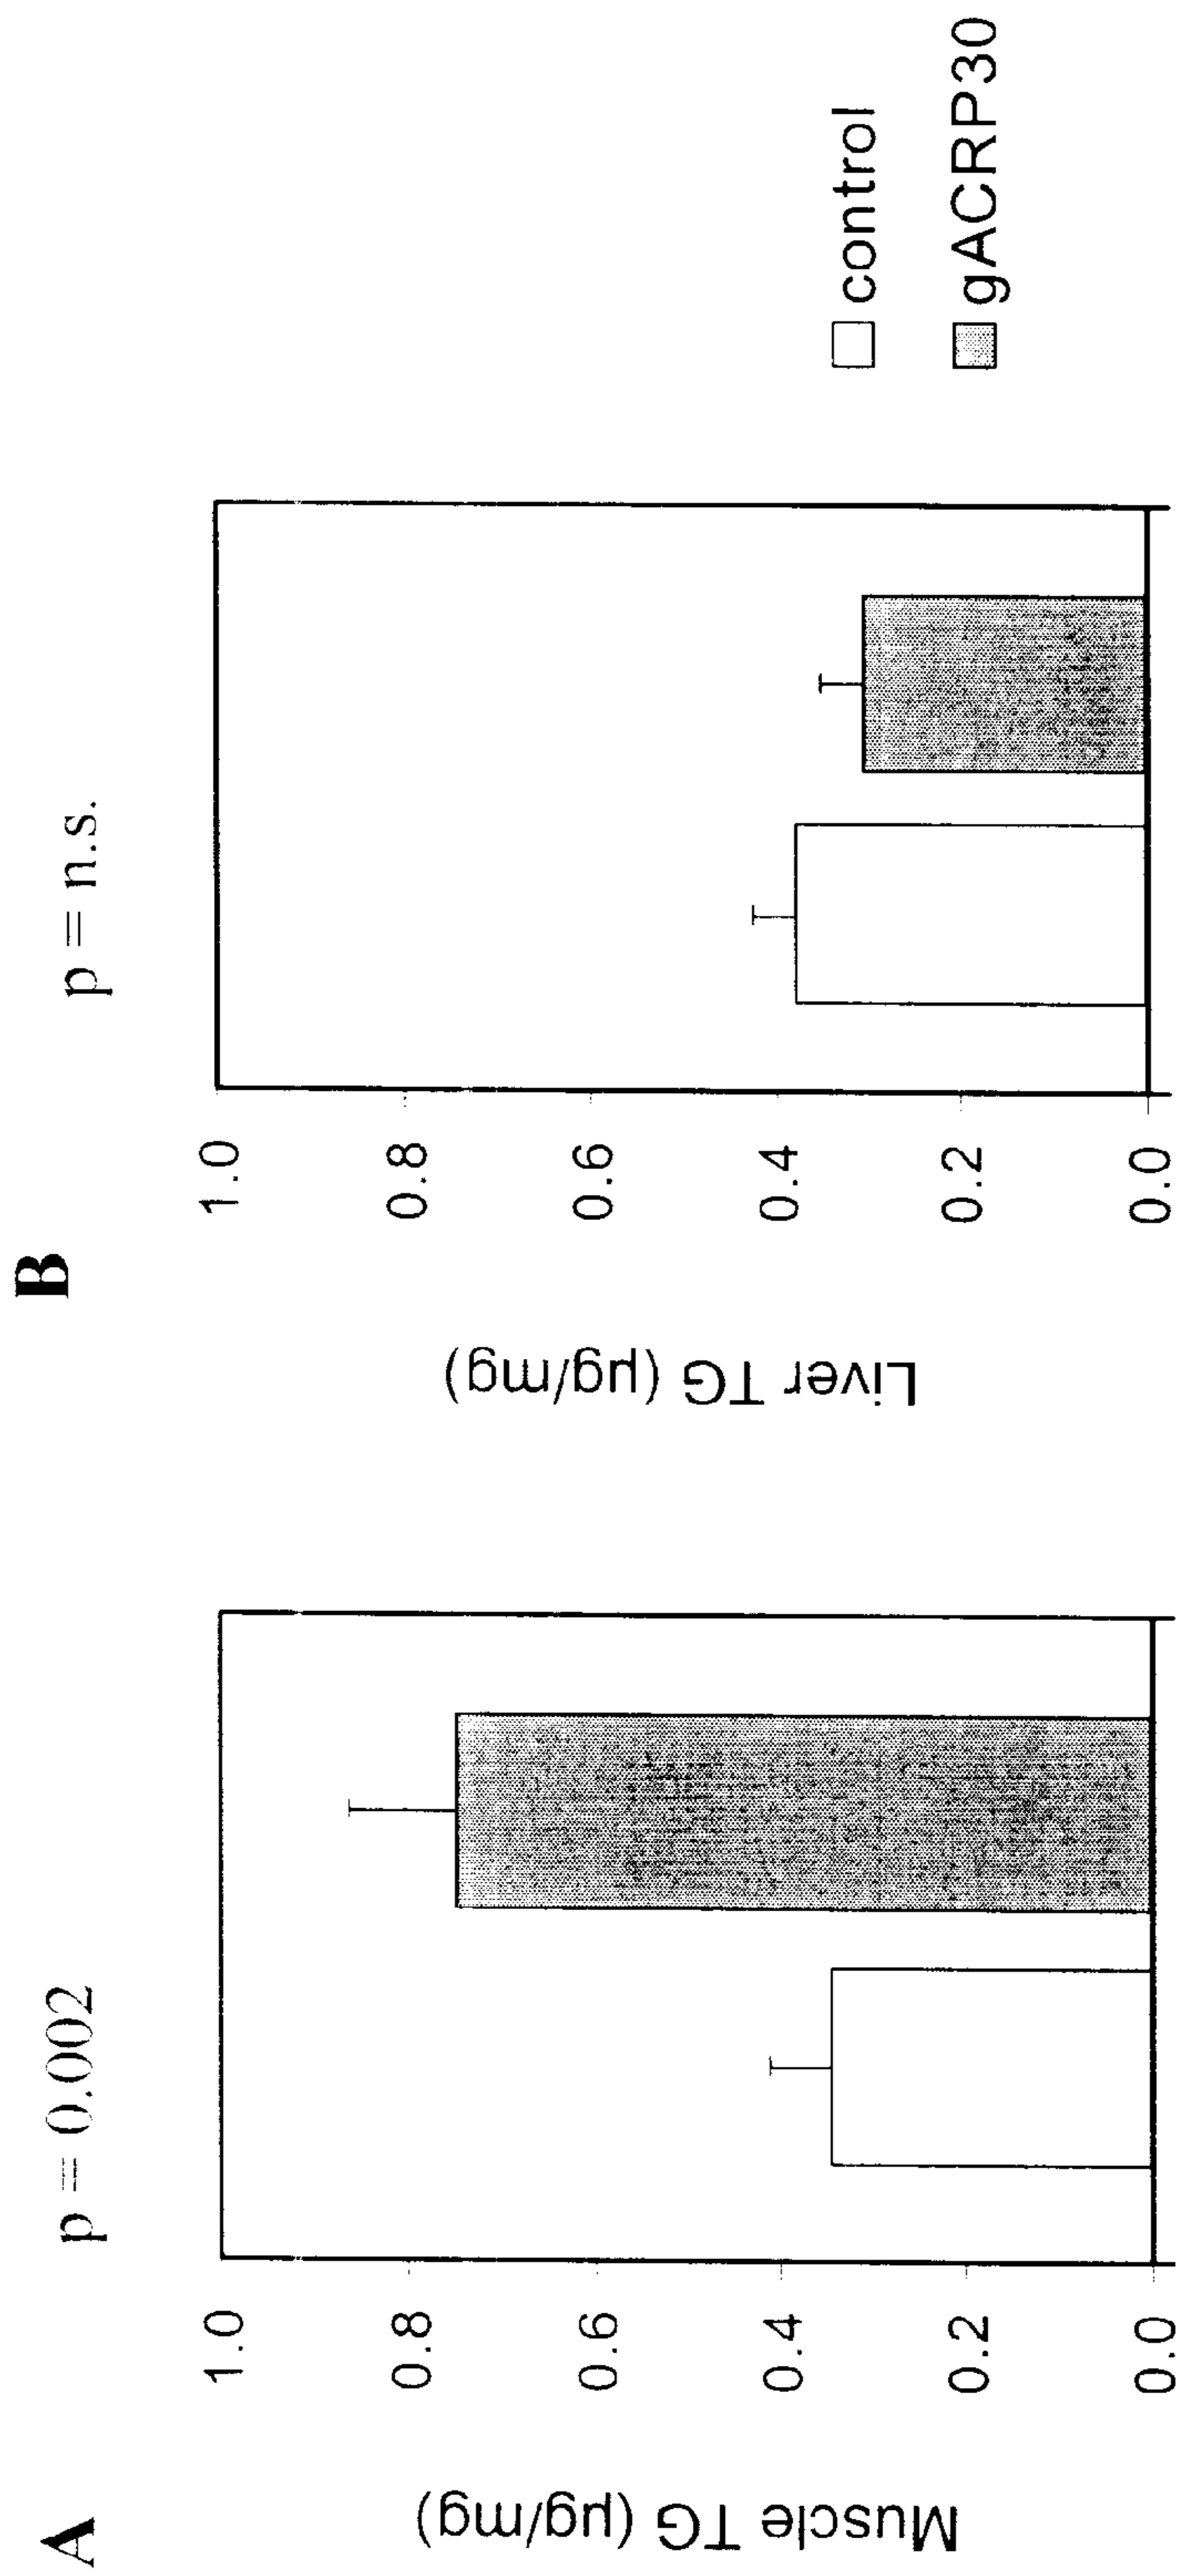 A
p = 0.002
Muscle TG (µg/mg)
1.0
0.8
0.6
0.4
0.2
0.0
B
p = n.s.
Liver TG (µg/mg)
1.0
0.8
0.6
0.4
0.2
0.0
control
gACRP30